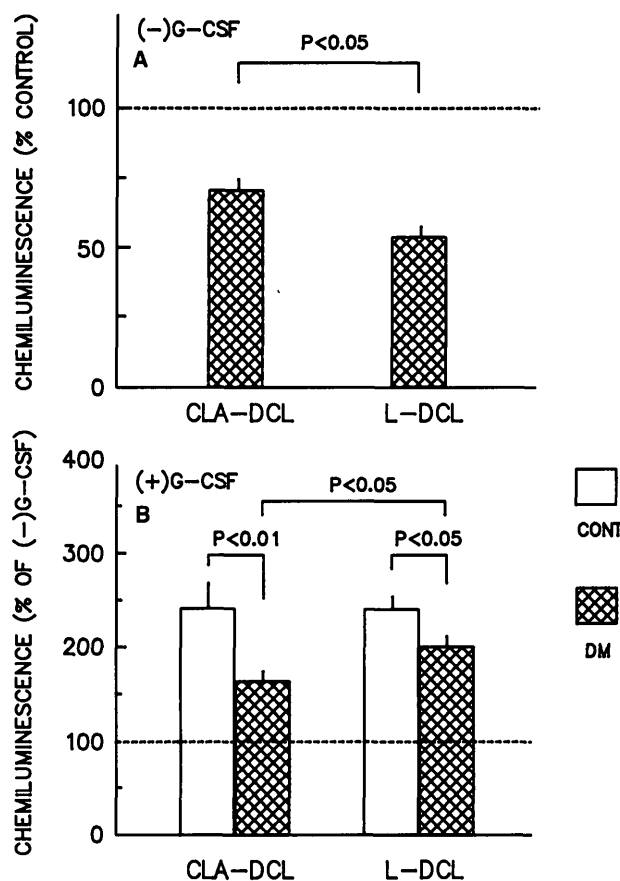 (-)G-CSF
A
P<0.05
CHEMILUMINESCENCE (% CONTROL)
100
50
0
CLA-DCL
L-DCL
(+)G-CSF
B
P<0.05
P<0.01
P<0.05
CHEMILUMINESCENCE (% OF (-)G-CSF)
400
300
200
100
0
CLA-DCL
L-DCL
CONT
DM